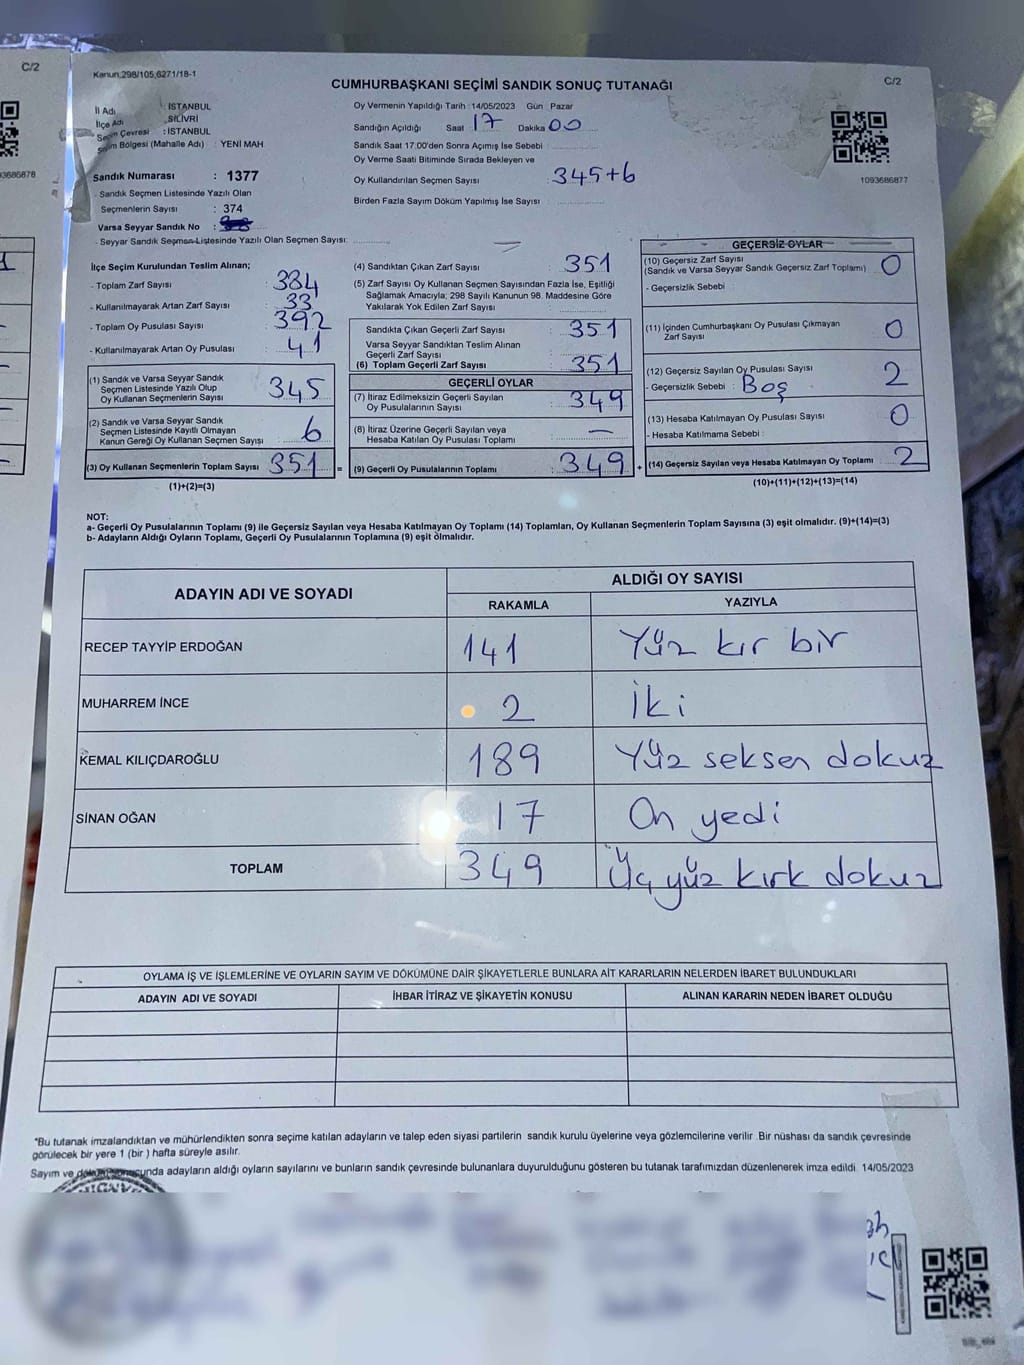 C/2
3686878
Kanun,298/105,6271/18-1
CUMHURBAŞKANI SEÇİMİ SANDIK SONUÇ TUTANAĞI
C/2
1093686877
İl Adı : İSTANBUL
İlçe Adı SİLİVRİ
Seçim Çevresi : İSTANBUL
Bölgesi (Mahalle Adı) : YENİ MAH
Sandık Numarası : 1377
Sandık Seçmen Listesinde Yazılı Olan
Seçmenlerin Sayısı : 374
Varsa Seyyar Sandık No :
- Seyyar Sandık Seçmen Listesinde Yazılı Olan Seçmen Sayısı:
Oy Vermenin Yapıldığı Tarih : 14/05/2023 Gün : Pazar
Sandığın Açıldığı Saat 17 Dakika 00
Sandık Saat 17:00'den Sonra Açımış İse Sebebi :
Oy Verme Saati Bitiminde Sırada Bekleyen ve
Oy Kullandırılan Seçmen Sayısı : 345+6
Birden Fazla Sayım Döküm Yapılmış İse Sayısı :
İlçe Seçim Kurulundan Teslim Alınan;
- Toplam Zarf Sayısı : 384
- Kullanılmayarak Artan Zarf Sayısı : 33
- Toplam Oy Pusulası Sayısı : 392
- Kullanılmayarak Artan Oy Pusulası : 41
(1) Sandık ve Varsa Seyyar Sandık
Seçmen Listesinde Yazılı Olup
Oy Kullanan Seçmenlerin Sayısı : 345
(2) Sandık ve Varsa Seyyar Sandık
Seçmen Listesinde Kayıtlı Olmayan
Kanun Gereği Oy Kullanan Seçmen Sayısı : 6
(3) Oy Kullanan Seçmenlerin Toplam Sayısı : 351 =
(1)+(2)=(3)
(4) Sandıktan Çıkan Zarf Sayısı : 351
(5) Zarf Sayısı Oy Kullanan Seçmen Sayısından Fazla İse, Eşitliği
Sağlamak Amacıyla; 298 Sayılı Kanunun 98. Maddesine Göre
Yakılarak Yok Edilen Zarf Sayısı :
Sandıkta Çıkan Geçerli Zarf Sayısı : 351
Varsa Seyyar Sandıktan Teslim Alınan
Geçerli Zarf Sayısı :
(6) Toplam Geçerli Zarf Sayısı : 351
GEÇERLİ OYLAR
(7) İtiraz Edilmeksizin Geçerli Sayılan
Oy Pusulalarının Sayısı : 349
(8) İtiraz Üzerine Geçerli Sayılan veya
Hesaba Katılan Oy Pusulası Toplamı : —
(9) Geçerli Oy Pusulalarının Toplamı : 349 +
GEÇERSİZ OYLAR
(10) Geçersiz Zarf Sayısı
(Sandık ve Varsa Seyyar Sandık Geçersiz Zarf Toplamı) : 0
- Geçersizlik Sebebi :
(11) İçinden Cumhurbaşkanı Oy Pusulası Çıkmayan
Zarf Sayısı : 0
(12) Geçersiz Sayılan Oy Pusulası Sayısı : 2
- Geçersizlik Sebebi : Boş
(13) Hesaba Katılmayan Oy Pusulası Sayısı : 0
- Hesaba Katılmama Sebebi :
(14) Geçersiz Sayılan veya Hesaba Katılmayan Oy Toplamı : 2
(10)+(11)+(12)+(13)=(14)
NOT:
a- Geçerli Oy Pusulalarının Toplamı (9) ile Geçersiz Sayılan veya Hesaba Katılmayan Oy Toplamı (14) Toplamları, Oy Kullanan Seçmenlerin Toplam Sayısına (3) eşit olmalıdır. (9)+(14)=(3)
b- Adayların Aldığı Oyların Toplamı, Geçerli Oy Pusulalarının Toplamına (9) eşit olmalıdır.
ADAYIN ADI VE SOYADI ALDIĞI OY SAYISI
RAKAMLA YAZIYLA
RECEP TAYYİP ERDOĞAN 141 Yüz kır bir
MUHARREM İNCE 2 İki
KEMAL KILIÇDAROĞLU 189 Yüz seksen dokuz
SİNAN OĞAN 17 On yedi
TOPLAM 349 Üç yüz kırk dokuz
OYLAMA İŞ VE İŞLEMLERİNE VE OYLARIN SAYIM VE DÖKÜMÜNE DAİR ŞİKAYETLERLE BUNLARA AİT KARARLARIN NELERDEN İBARET BULUNDUKLARI
ADAYIN ADI VE SOYADI İHBAR İTİRAZ VE ŞİKAYETİN KONUSU ALINAN KARARIN NEDEN İBARET OLDUĞU
*Bu tutanak imzalandıktan ve mühürlendikten sonra seçime katılan adayların ve talep eden siyasi partilerin sandık kurulu üyelerine veya gözlemcilerine verilir. Bir nüshası da sandık çevresinde
görülecek bir yere 1 (bir ) hafta süreyle asılır.
Sayım ve adayların aldığı oyların sayılarını ve bunların sandık çevresinde bulunanlara duyurulduğunu gösteren bu tutanak tarafımızdan düzenlenerek imza edildi. 14/05/2023